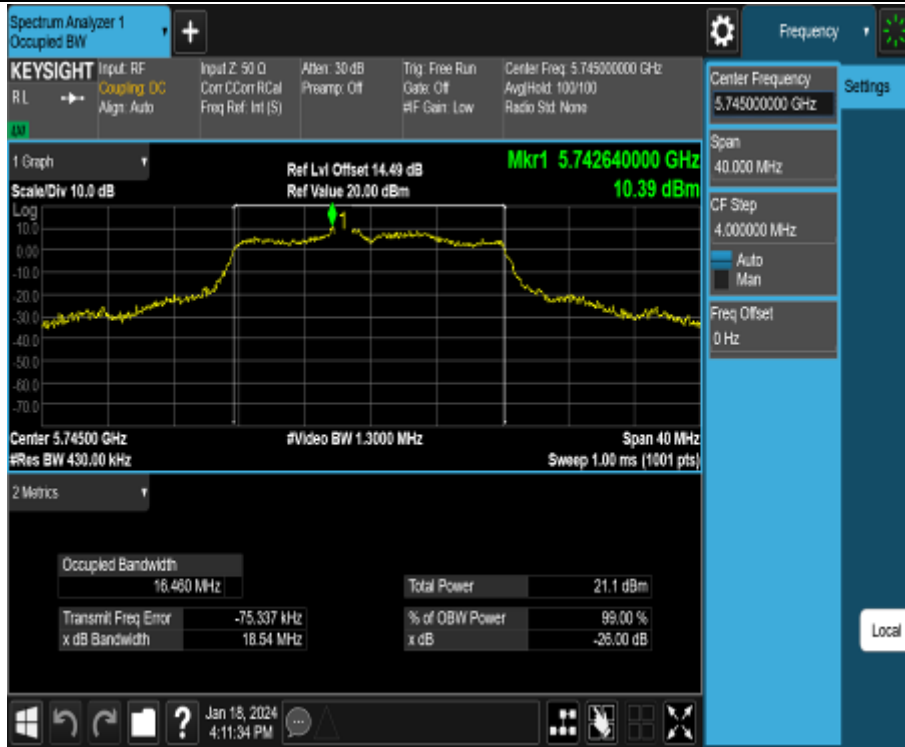 Spectrum Analyzer 1
Occupied BW
+
Frequency
KEYSIGHT
RL
Input: RF
Coupling: DC
Align: Auto
Input Z: 50 Ω
Corr CCorr RCal
Freq Ref: Int (S)
Atten: 30 dB
Preamp: Off
Trig: Free Run
Gate: Off
#IF Gain: Low
Center Freq: 5.745000000 GHz
Avg|Hold: 100/100
Radio Std: None
Center Frequency
5.745000000 GHz
Settings
Span
40.000 MHz
CF Step
4.000000 MHz
Auto
Man
Freq Offset
0 Hz
1 Graph
Scale/Div 10.0 dB
Ref Lvl Offset 14.49 dB
Ref Value 20.00 dBm
Mkr1 5.742640000 GHz
10.39 dBm
Log
10.0
0.00
-10.0
-20.0
-30.0
-40.0
-50.0
-60.0
-70.0
1
Center 5.74500 GHz
#Video BW 1.3000 MHz
Span 40 MHz
#Res BW 430.00 kHz
Sweep 1.00 ms (1001 pts)
2 Metrics
Occupied Bandwidth
16.460 MHz
Total Power 21.1 dBm
Transmit Freq Error -75.337 kHz
% of OBW Power 99.00 %
x dB Bandwidth 18.54 MHz
x dB -26.00 dB
Local
?
Jan 18, 2024
4:11:34 PM